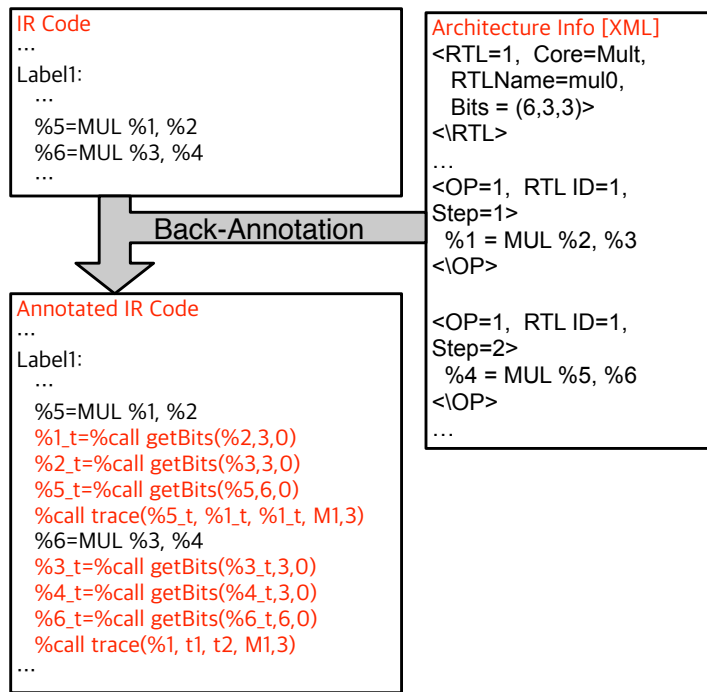 IR Code
...
Label1:
...
%5=MUL %1, %2
%6=MUL %3, %4
...
Architecture Info [XML]
<RTL=1, Core=Mult,
RTLName=mul0,
Bits = (6,3,3)>
<\RTL>
...
<OP=1, RTL ID=1,
Step=1>
%1 = MUL %2, %3
<\OP>
<OP=1, RTL ID=1,
Step=2>
%4 = MUL %5, %6
<\OP>
...
Back-Annotation
Annotated IR Code
...
Label1:
...
%5=MUL %1, %2
%1_t=%call getBits(%2,3,0)
%2_t=%call getBits(%3,3,0)
%5_t=%call getBits(%5,6,0)
%call trace(%5_t, %1_t, %1_t, M1,3)
%6=MUL %3, %4
%3_t=%call getBits(%3_t,3,0)
%4_t=%call getBits(%4_t,3,0)
%6_t=%call getBits(%6_t,6,0)
%call trace(%1, t1, t2, M1,3)
...